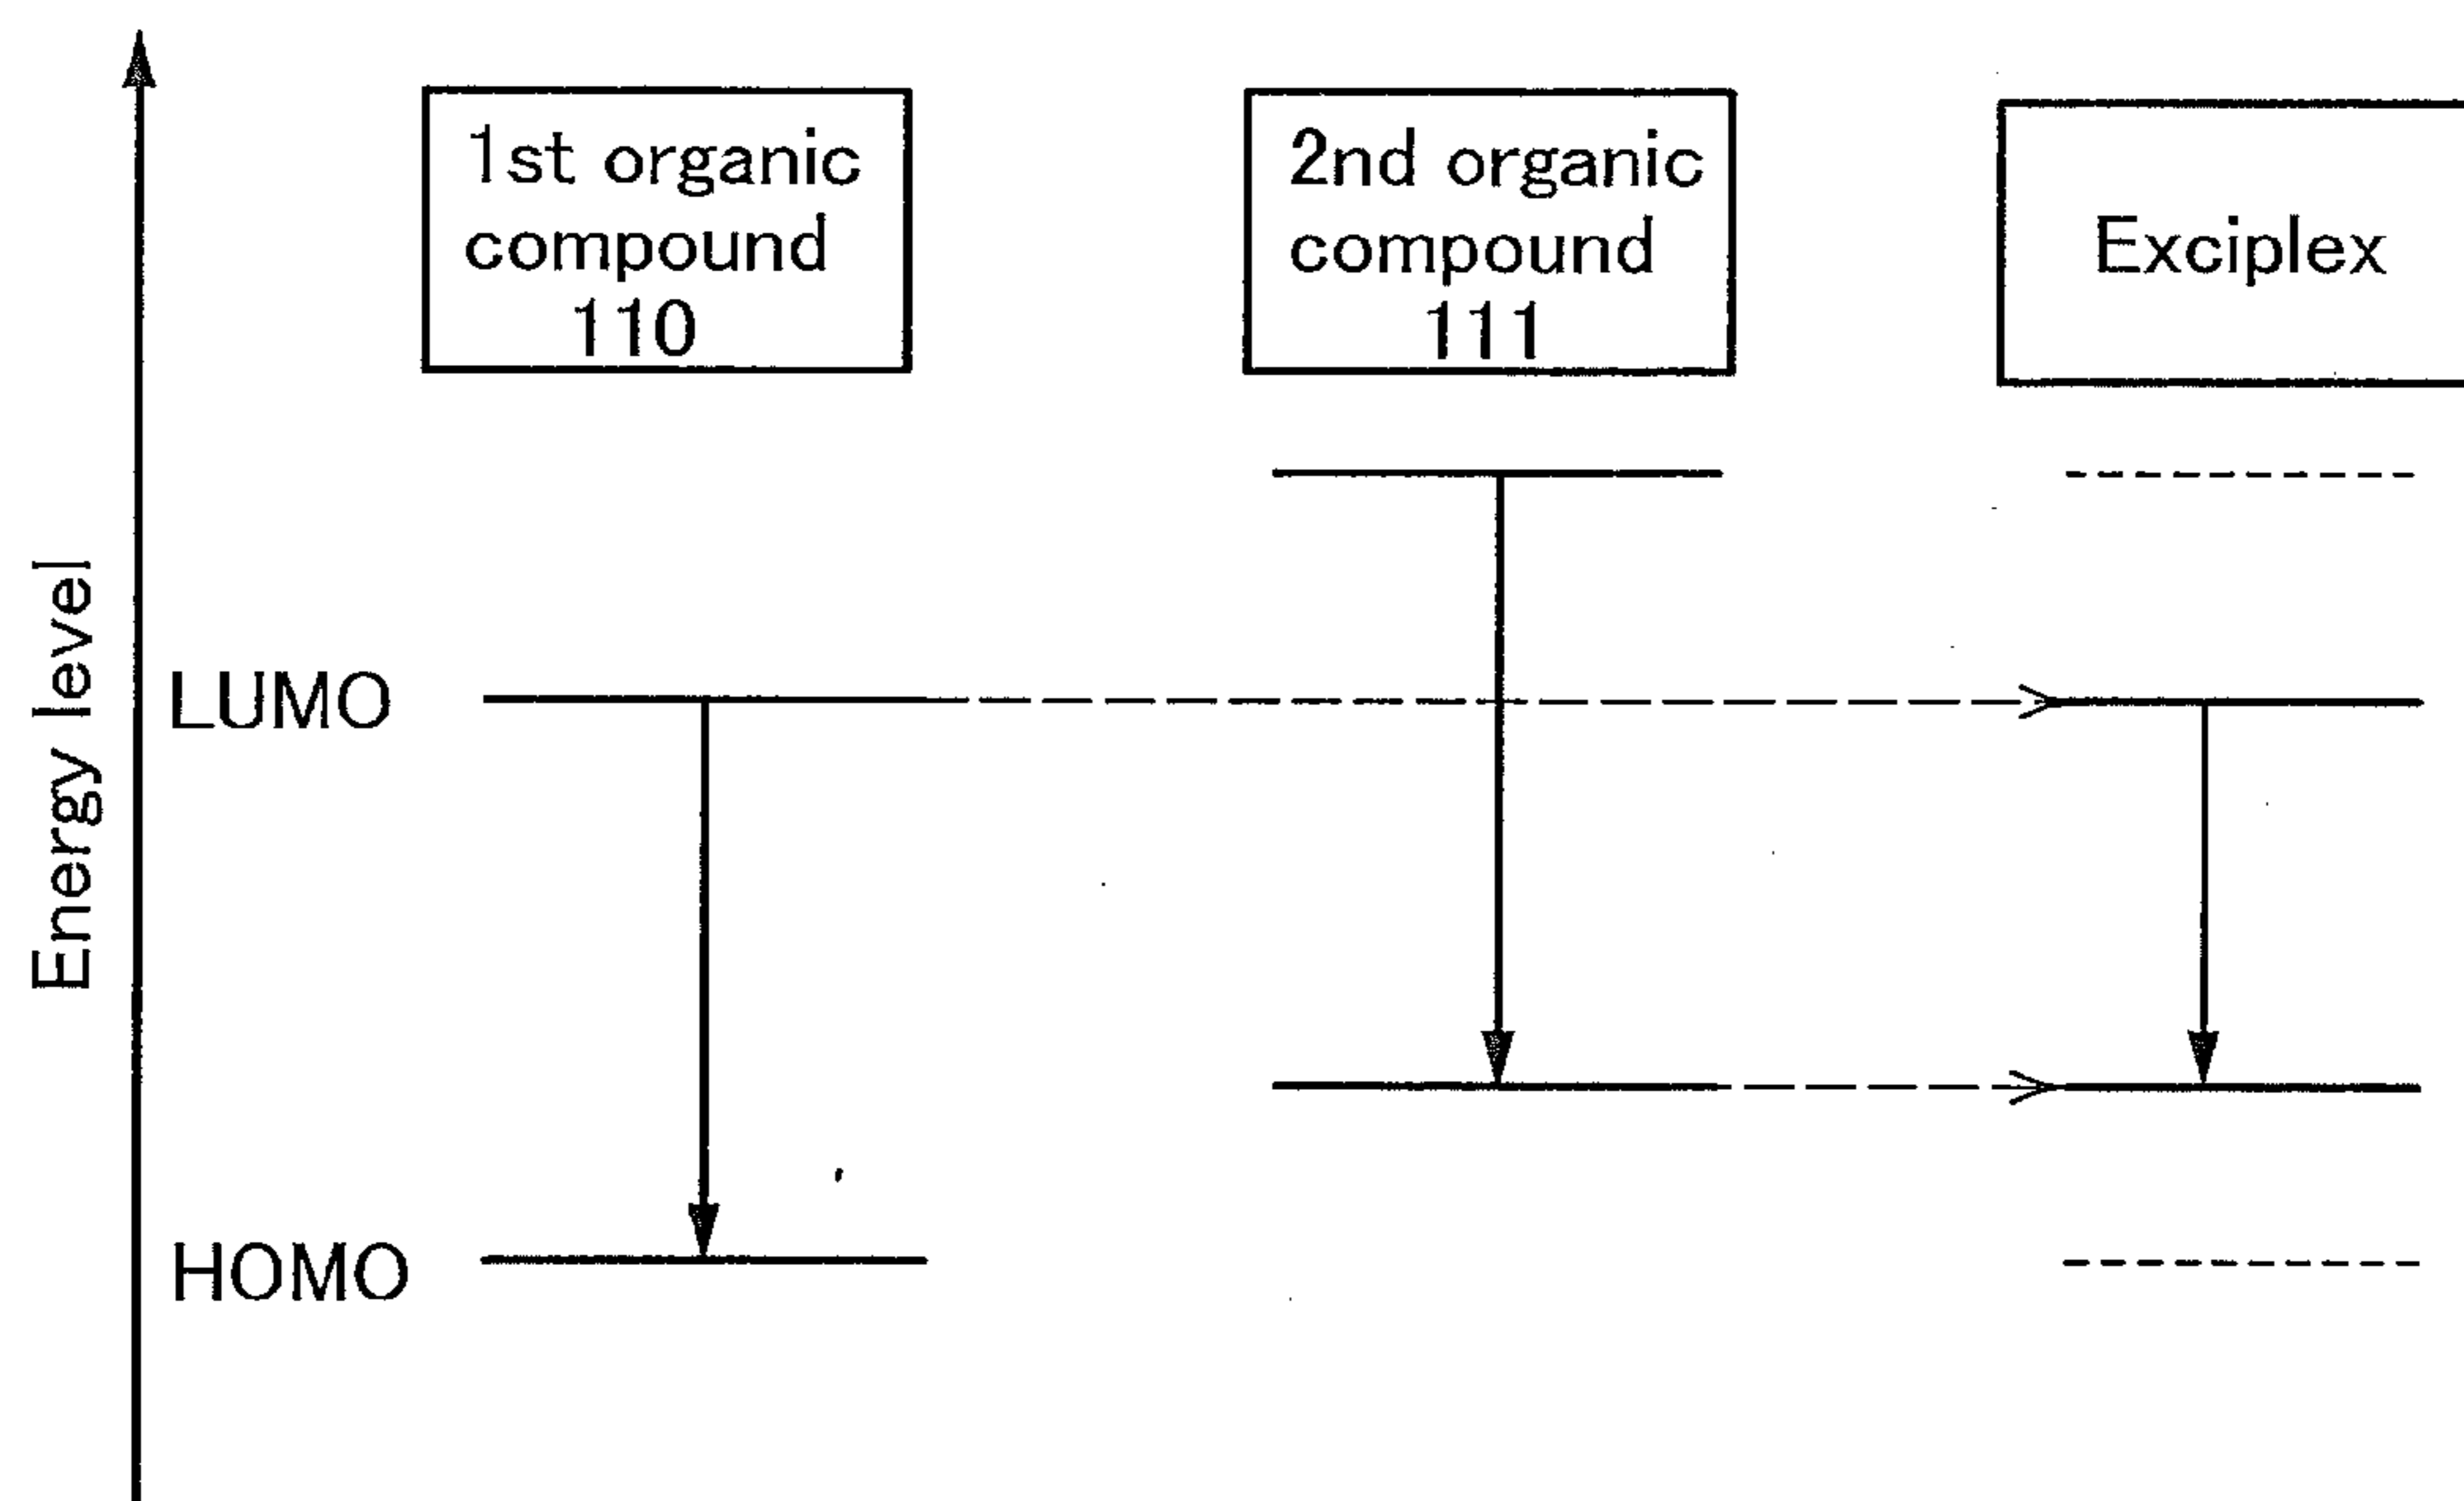 1st organic
compound
110
2nd organic
compound
111
Exciplex
Energy level
LUMO
HOMO